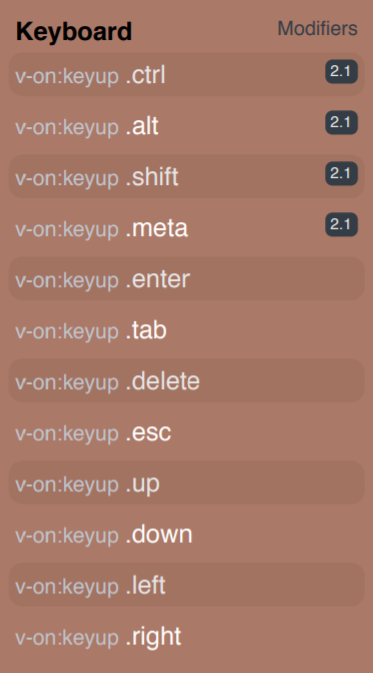 Keyboard Modifiers
v-on:keyup .ctrl 2.1
v-on:keyup .alt 2.1
v-on:keyup .shift 2.1
v-on:keyup .meta 2.1
v-on:keyup .enter
v-on:keyup .tab
v-on:keyup .delete
v-on:keyup .esc
v-on:keyup .up
v-on:keyup .down
v-on:keyup .left
v-on:keyup .right